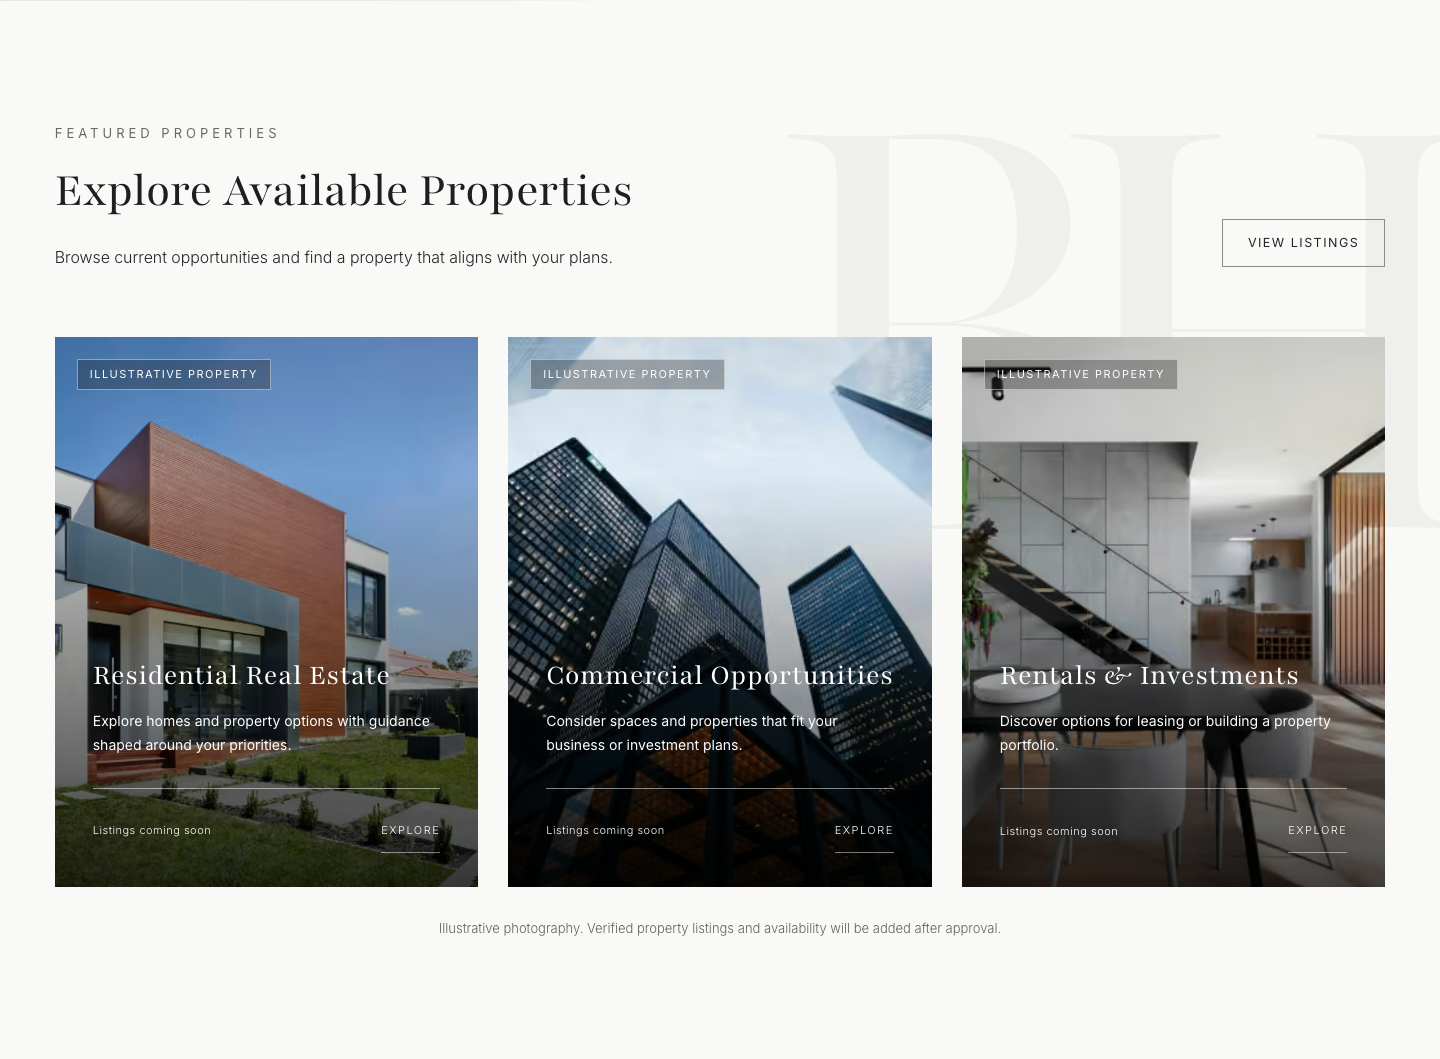 FEATURED PROPERTIES
Explore Available Properties
Browse current opportunities and find a property that aligns with your plans.
VIEW LISTINGS
ILLUSTRATIVE PROPERTY
Residential Real Estate
Explore homes and property options with guidance
shaped around your priorities.
Listings coming soon
EXPLORE
ILLUSTRATIVE PROPERTY
Commercial Opportunities
Consider spaces and properties that fit your
business or investment plans.
Listings coming soon
EXPLORE
ILLUSTRATIVE PROPERTY
Rentals & Investments
Discover options for leasing or building a property
portfolio.
Listings coming soon
EXPLORE
Illustrative photography. Verified property listings and availability will be added after approval.